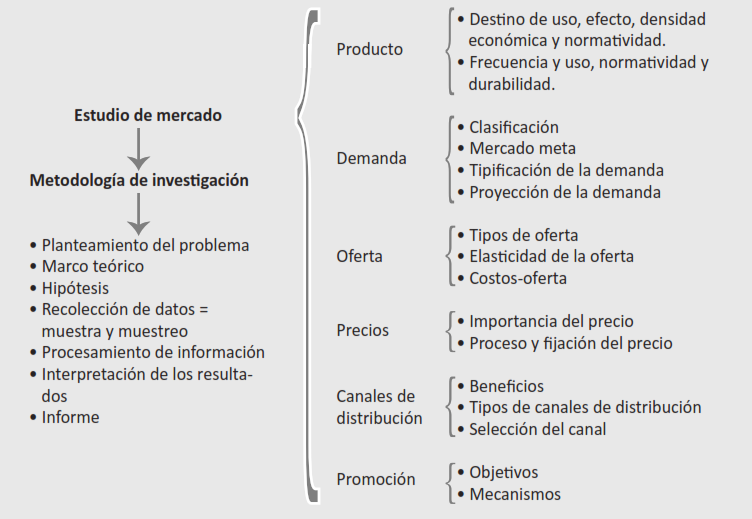 Estudio de mercado
Metodología de investigación
• Planteamiento del problema
• Marco teórico
• Hipótesis
• Recolección de datos =
muestra y muestreo
• Procesamiento de información
• Interpretación de los resulta-
dos
• Informe
Producto
• Destino de uso, efecto, densidad
económica y normatividad.
• Frecuencia y uso, normatividad y
durabilidad.
Demanda
• Clasificación
• Mercado meta
• Tipificación de la demanda
• Proyección de la demanda
Oferta
• Tipos de oferta
• Elasticidad de la oferta
• Costos-oferta
Precios
• Importancia del precio
• Proceso y fijación del precio
Canales de
distribución
• Beneficios
• Tipos de canales de distribución
• Selección del canal
Promoción
• Objetivos
• Mecanismos